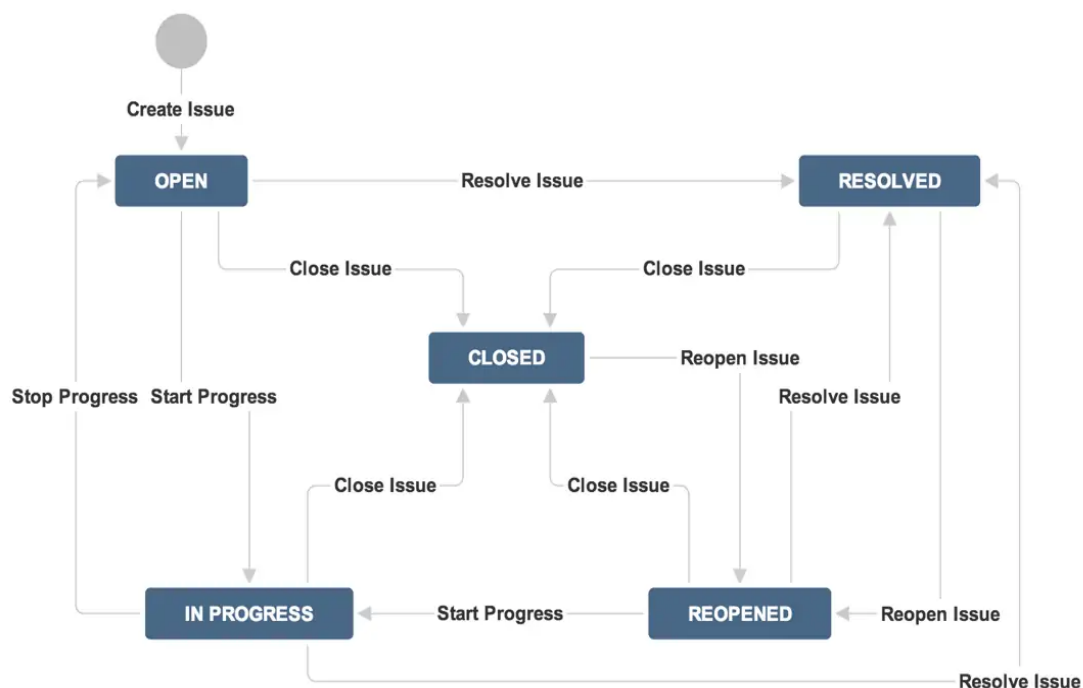 Create Issue
OPEN
Resolve Issue
RESOLVED
Close Issue
Close Issue
CLOSED
Reopen Issue
Stop Progress
Start Progress
Resolve Issue
Close Issue
Close Issue
IN PROGRESS
Start Progress
REOPENED
Reopen Issue
Resolve Issue